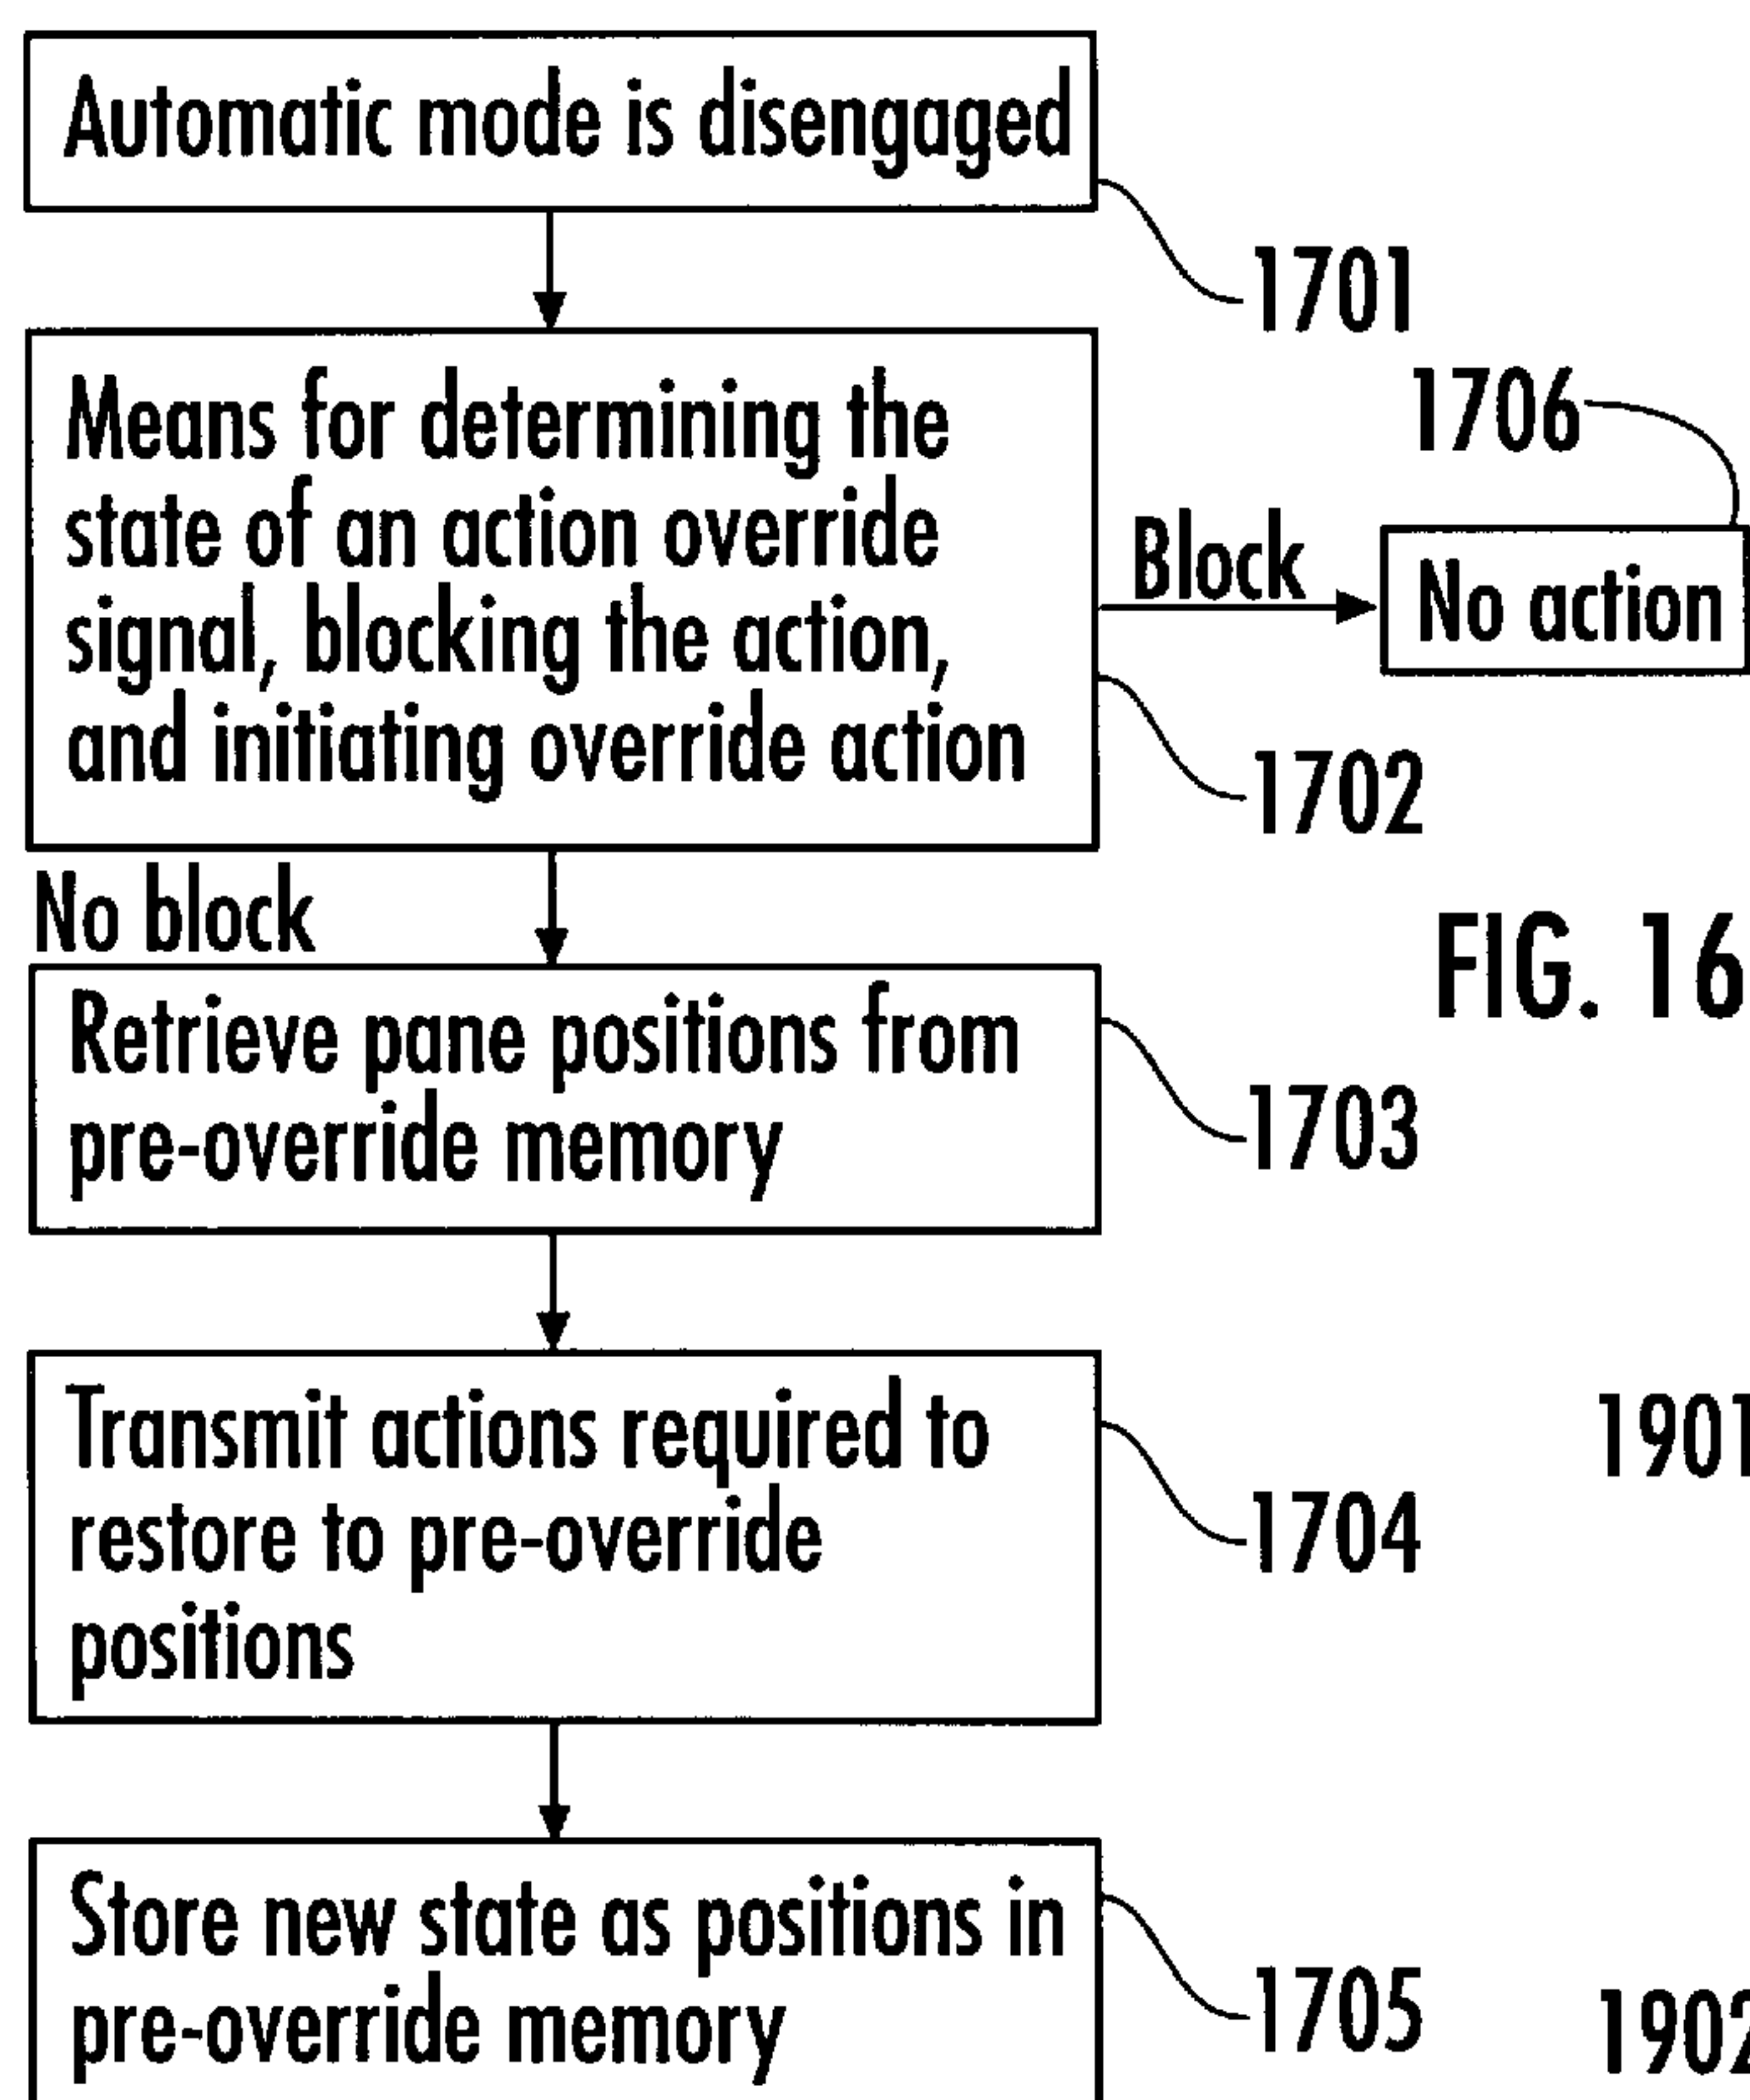 Automatic mode is disengaged
1701
Means for determining the
state of an action override
signal, blocking the action,
and initiating override action
1702
Block
1706
No action
No block
FIG. 16
Retrieve pane positions from
pre-override memory
1703
Transmit actions required to
restore to pre-override
positions
1704
1901
Store new state as positions in
pre-override memory
1705
1902